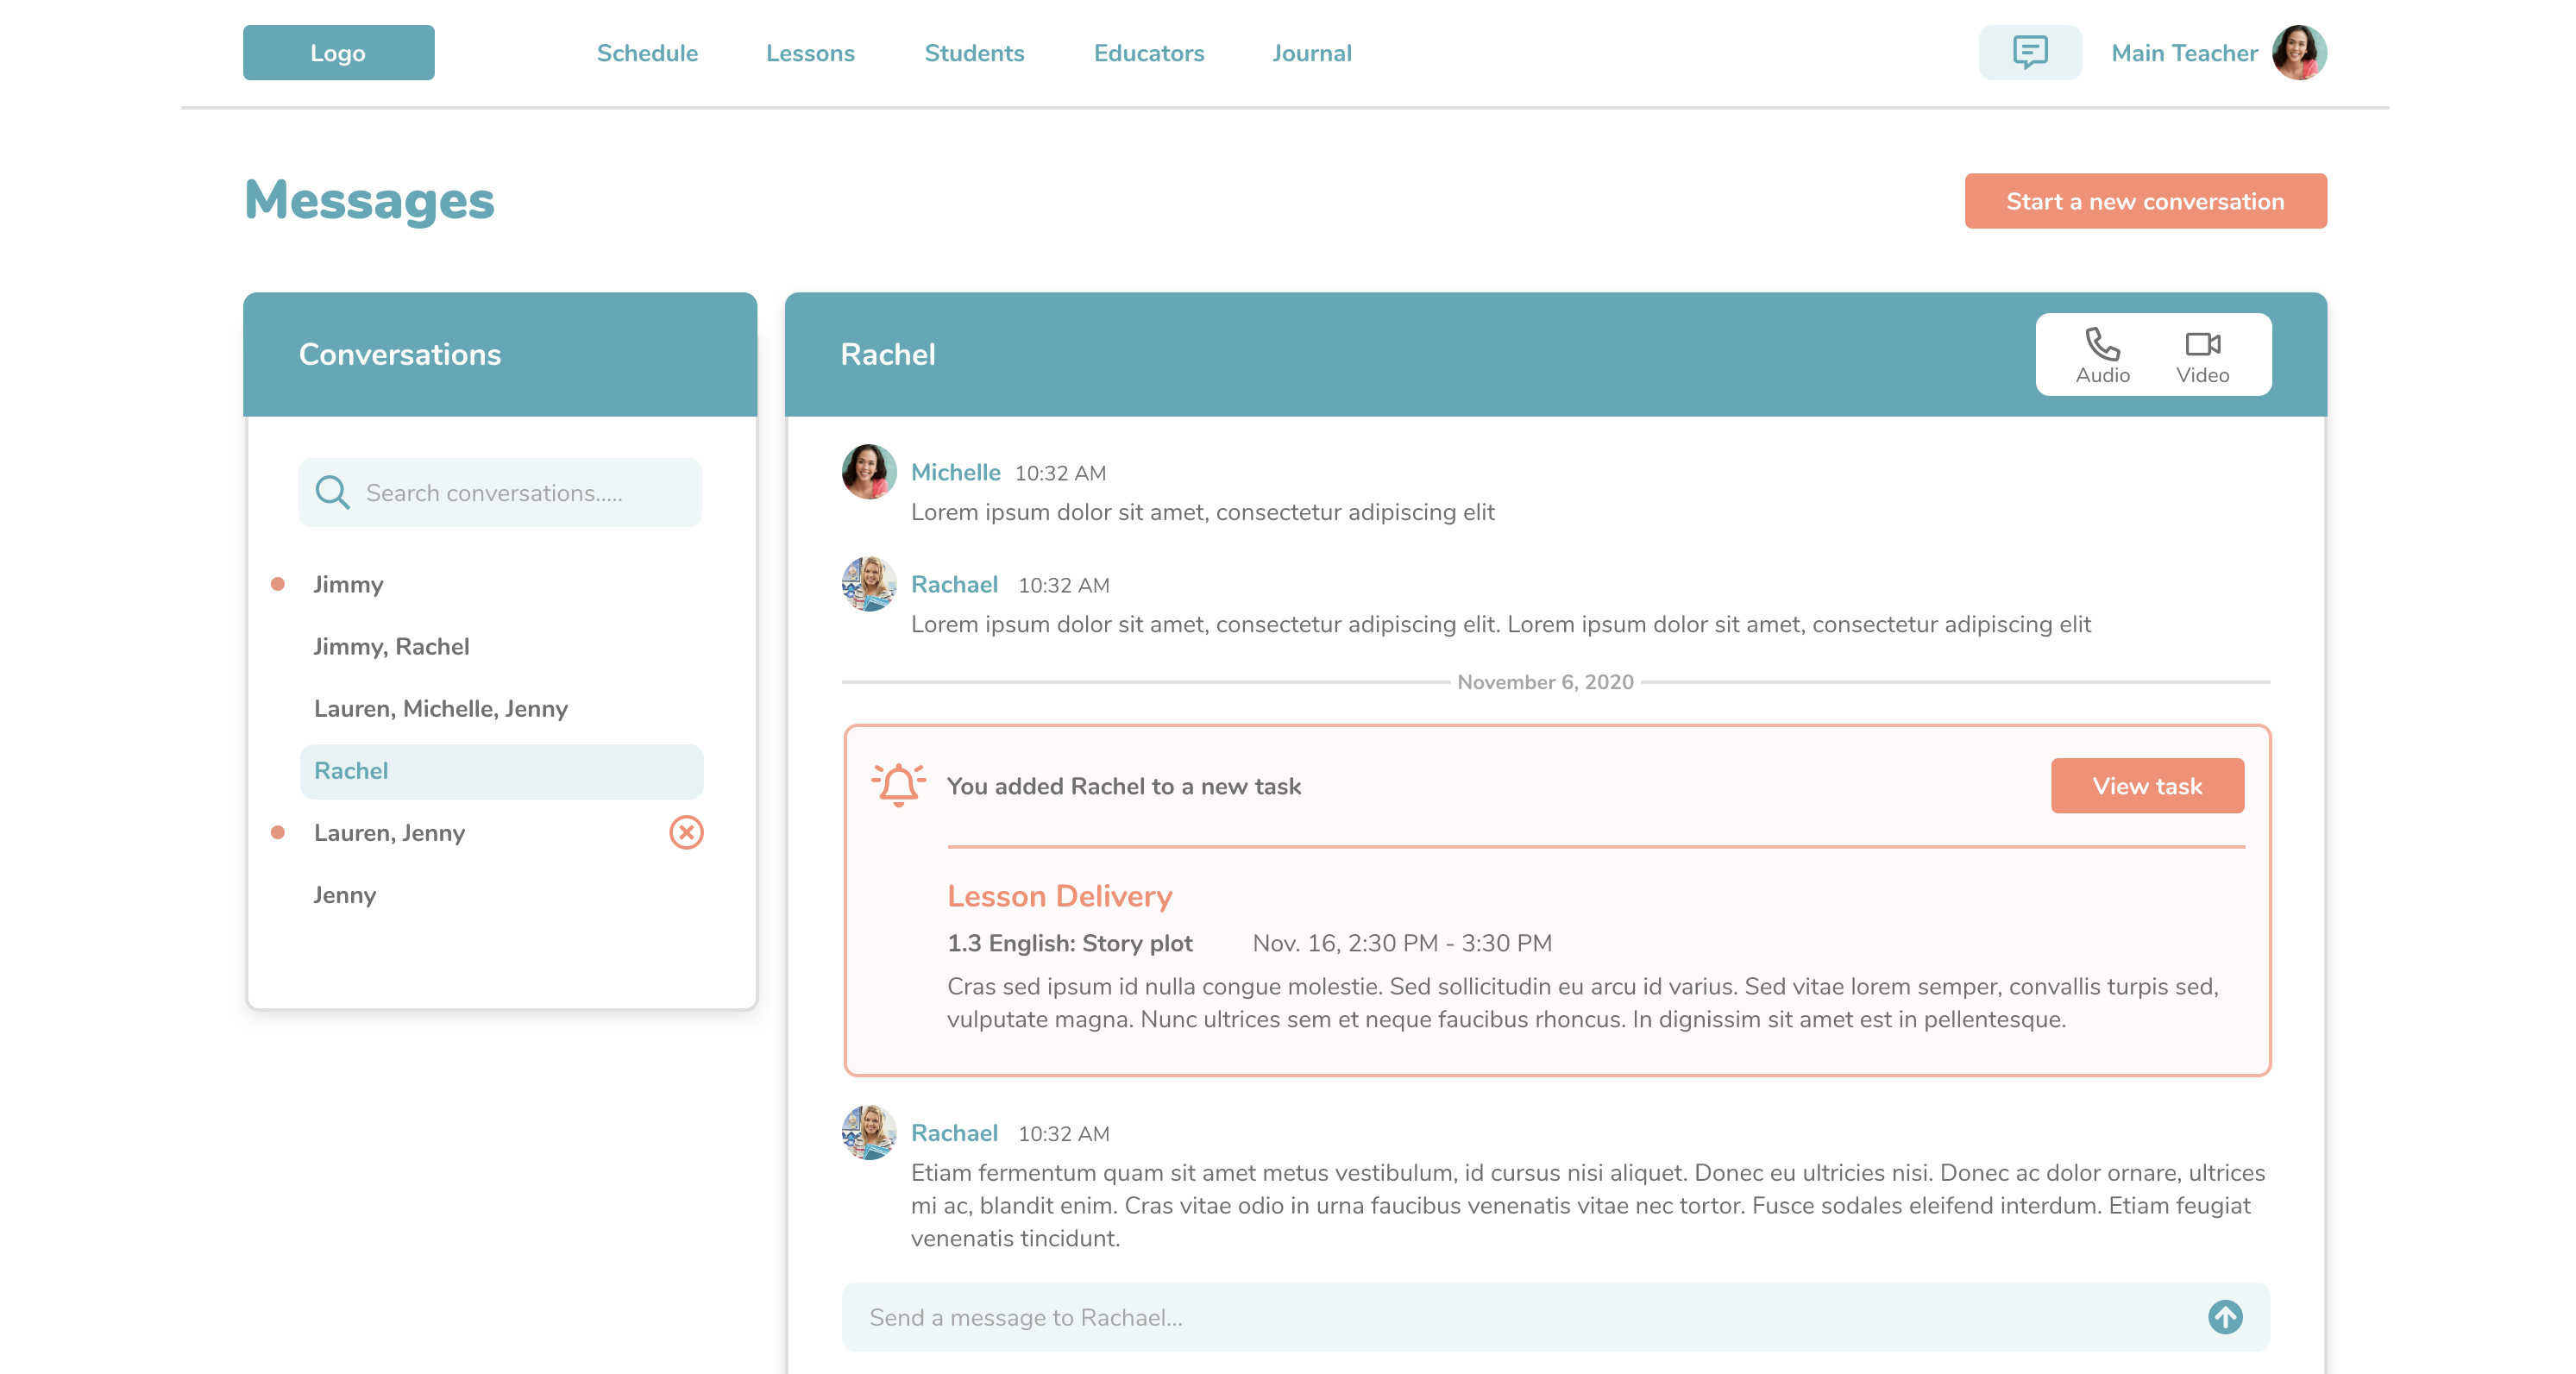 Logo
Schedule
Lessons
Students
Educators
Journal
Main Teacher
Messages
Start a new conversation
Conversations
Search conversations.....
Jimmy
Jimmy, Rachel
Lauren, Michelle, Jenny
Rachel
Lauren, Jenny
Jenny
Rachel
Audio
Video
Michelle 10:32 AM
Lorem ipsum dolor sit amet, consectetur adipiscing elit
Rachael 10:32 AM
Lorem ipsum dolor sit amet, consectetur adipiscing elit. Lorem ipsum dolor sit amet, consectetur adipiscing elit
November 6, 2020
You added Rachel to a new task
View task
Lesson Delivery
1.3 English: Story plot Nov. 16, 2:30 PM - 3:30 PM
Cras sed ipsum id nulla congue molestie. Sed sollicitudin eu arcu id varius. Sed vitae lorem semper, convallis turpis sed,
vulputate magna. Nunc ultrices sem et neque faucibus rhoncus. In dignissim sit amet est in pellentesque.
Rachael 10:32 AM
Etiam fermentum quam sit amet metus vestibulum, id cursus nisi aliquet. Donec eu ultricies nisi. Donec ac dolor ornare, ultrices
mi ac, blandit enim. Cras vitae odio in urna faucibus venenatis vitae nec tortor. Fusce sodales eleifend interdum. Etiam feugiat
venenatis tincidunt.
Send a message to Rachael...